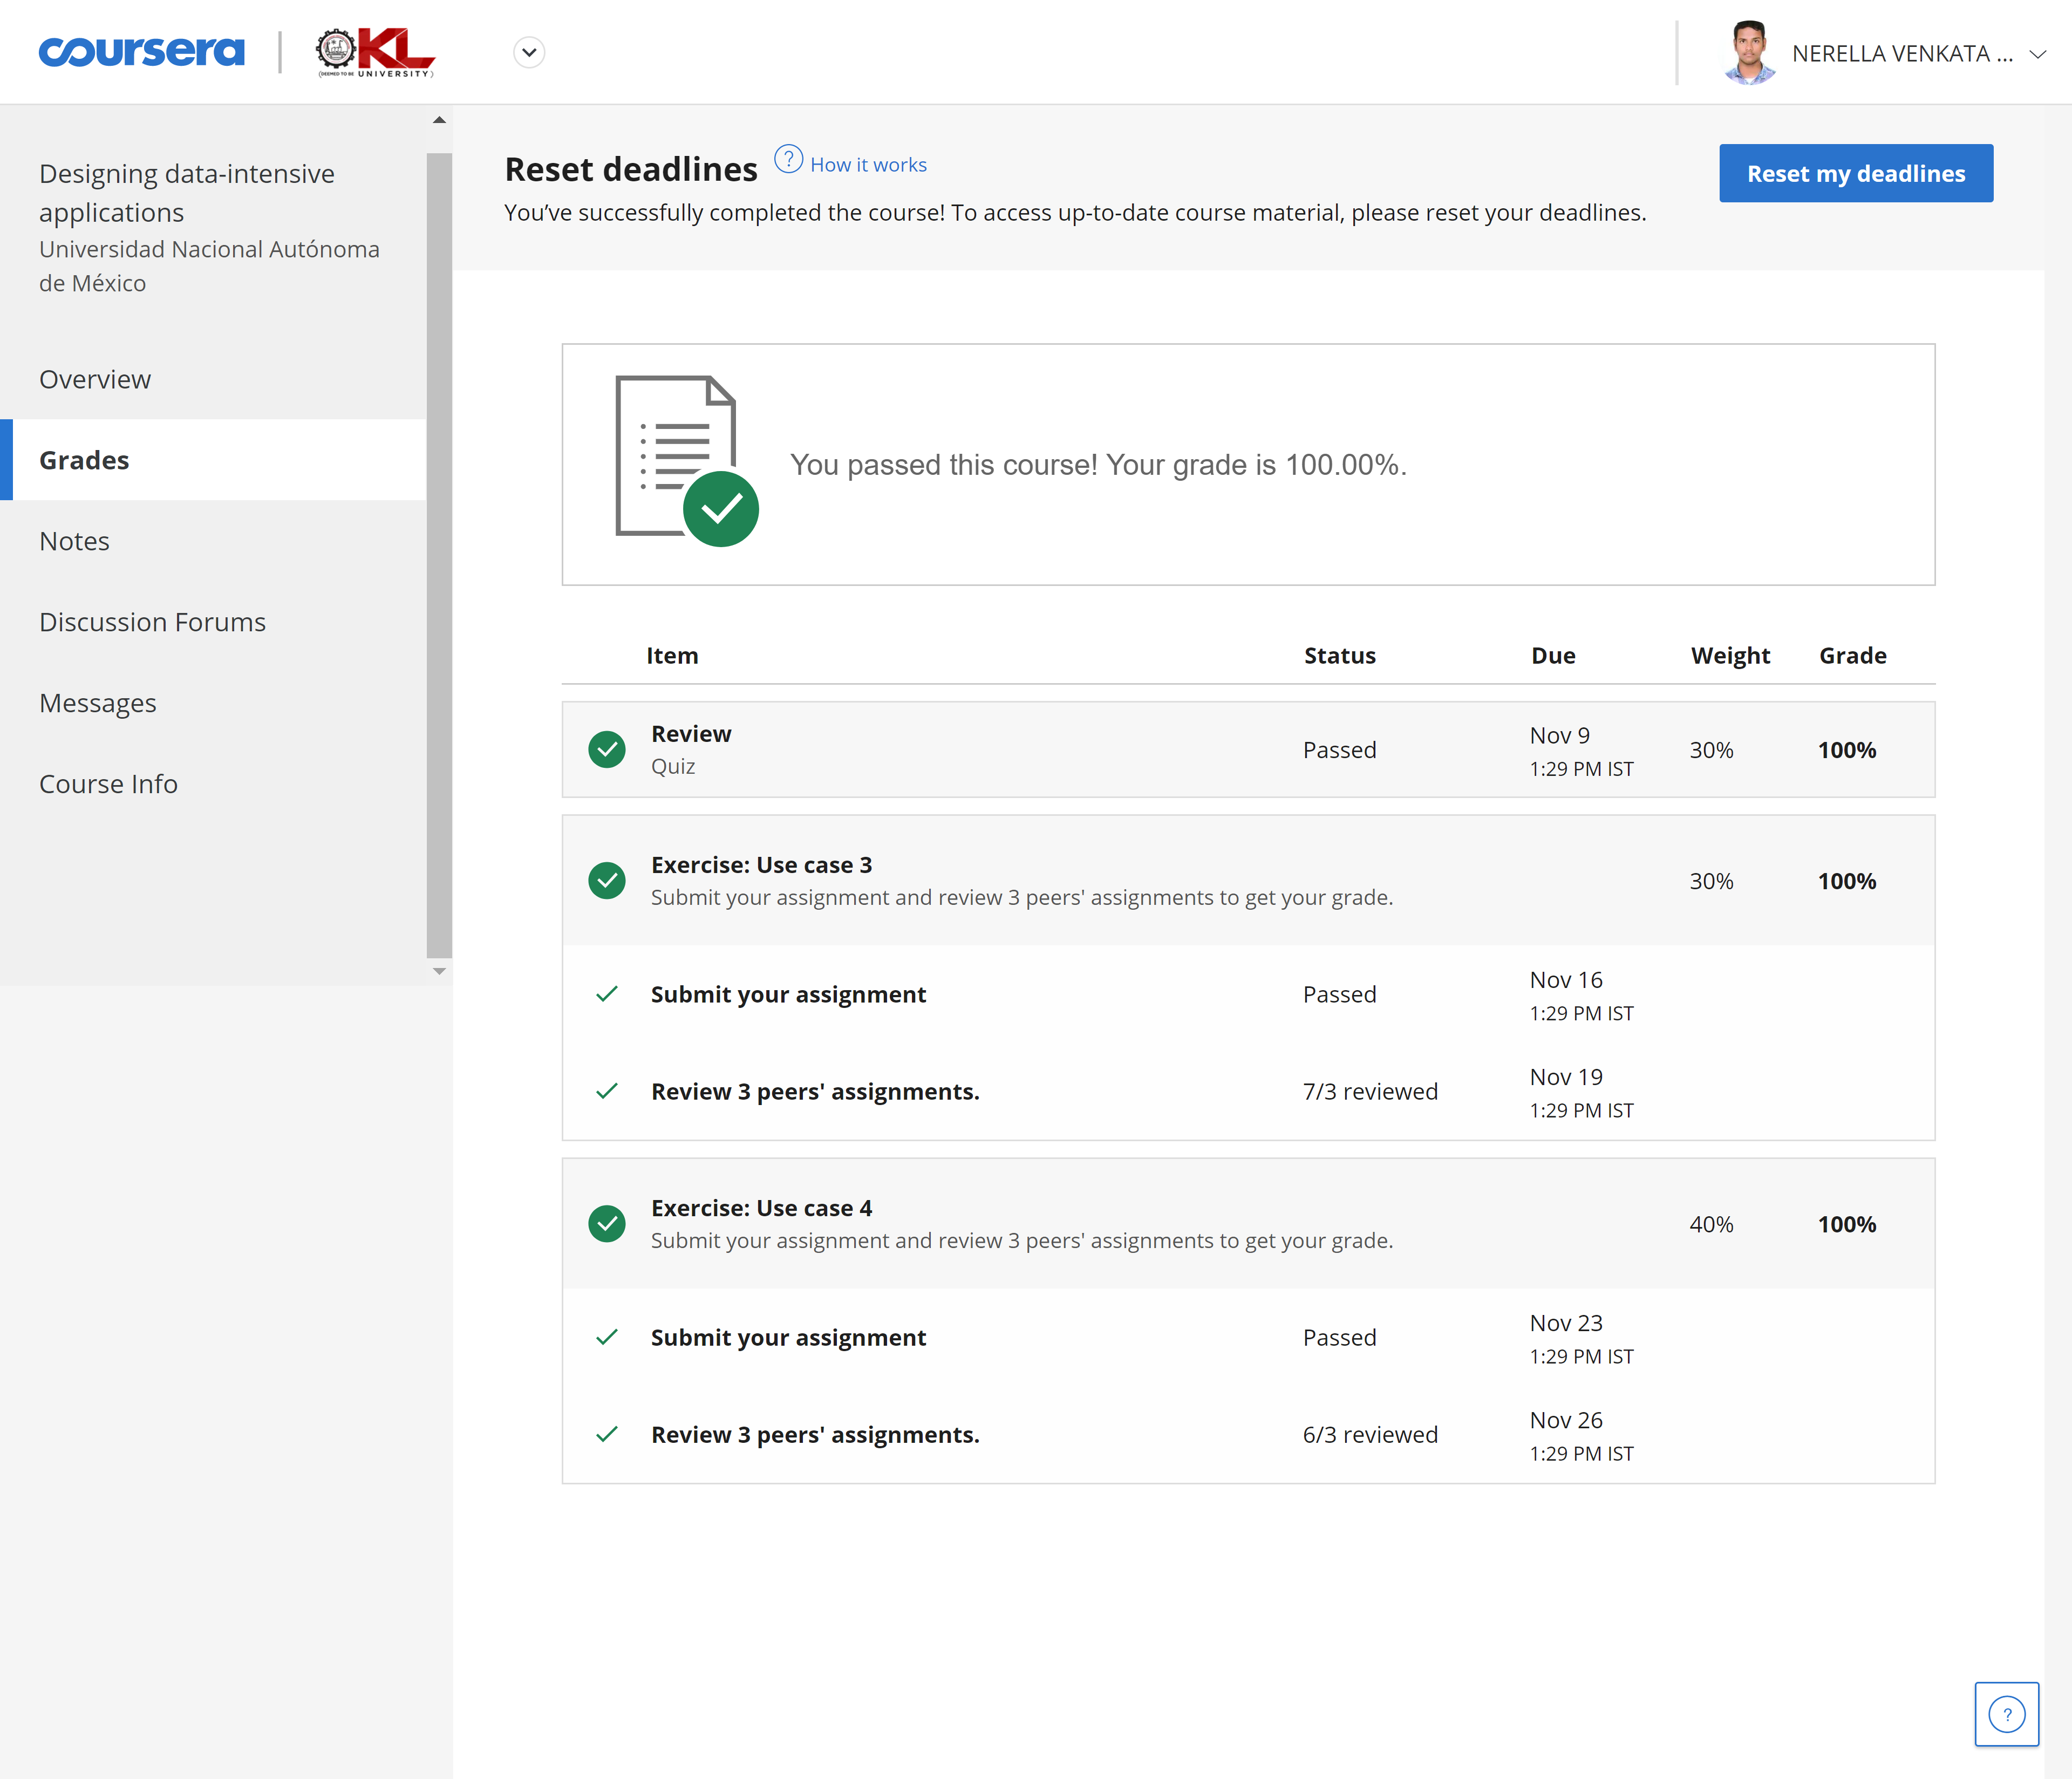 coursera
KL
(DEEMED TO BE UNIVERSITY)
NERELLA VENKATA ...
Designing data-intensive
applications
Universidad Nacional Autónoma
de México
Overview
Grades
Notes
Discussion Forums
Messages
Course Info
Reset deadlines ? How it works
You’ve successfully completed the course! To access up-to-date course material, please reset your deadlines.
Reset my deadlines
You passed this course! Your grade is 100.00%.
Item Status Due Weight Grade
Review
Quiz
Passed
Nov 9
1:29 PM IST
30%
100%
Exercise: Use case 3
Submit your assignment and review 3 peers' assignments to get your grade.
30%
100%
Submit your assignment
Passed
Nov 16
1:29 PM IST
Review 3 peers' assignments.
7/3 reviewed
Nov 19
1:29 PM IST
Exercise: Use case 4
Submit your assignment and review 3 peers' assignments to get your grade.
40%
100%
Submit your assignment
Passed
Nov 23
1:29 PM IST
Review 3 peers' assignments.
6/3 reviewed
Nov 26
1:29 PM IST
?